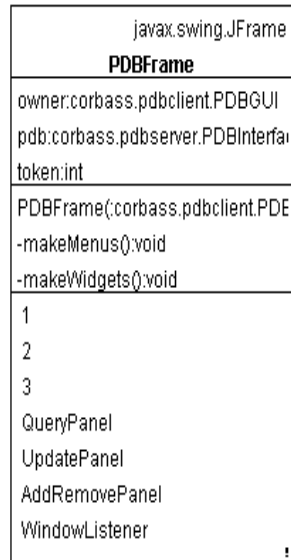 javax.swing.JFrame
PDBFrame
owner:corbass.pdbclient.PDBGUI
pdb:corbass.pdbserver.PDBInterfa
token:int
PDBFrame(:corbass.pdbclient.PDB
-makeMenus():void
-makeWidgets():void
1
2
3
QueryPanel
UpdatePanel
AddRemovePanel
WindowListener